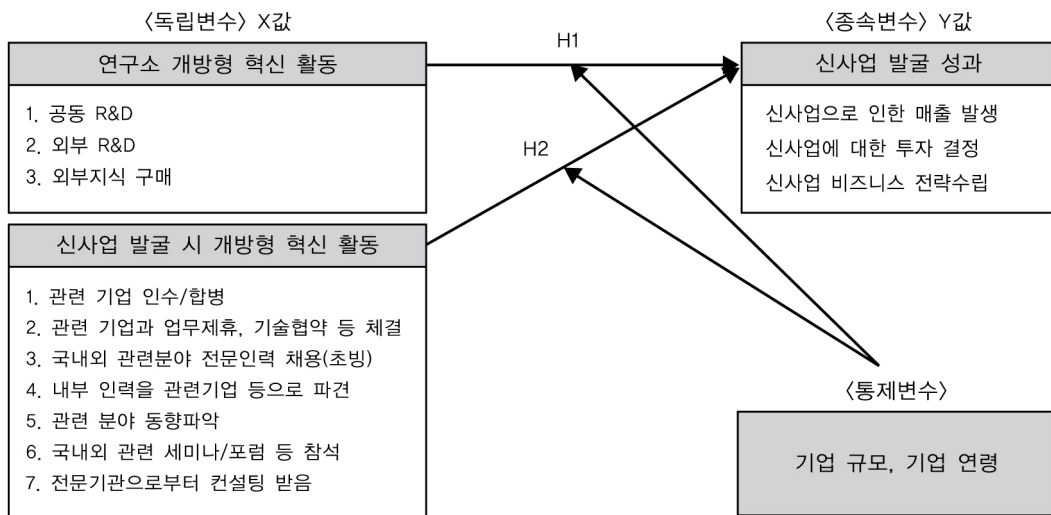 〈독립변수〉 X값
연구소 개방형 혁신 활동
1. 공동 R&D
2. 외부 R&D
3. 외부지식 구매
신사업 발굴 시 개방형 혁신 활동
1. 관련 기업 인수/합병
2. 관련 기업과 업무제휴, 기술협약 등 체결
3. 국내외 관련분야 전문인력 채용(초빙)
4. 내부 인력을 관련기업 등으로 파견
5. 관련 분야 동향파악
6. 국내외 관련 세미나/포럼 등 참석
7. 전문기관으로부터 컨설팅 받음
H1
H2
〈종속변수〉 Y값
신사업 발굴 성과
신사업으로 인한 매출 발생
신사업에 대한 투자 결정
신사업 비즈니스 전략수립
〈통제변수〉
기업 규모, 기업 연령